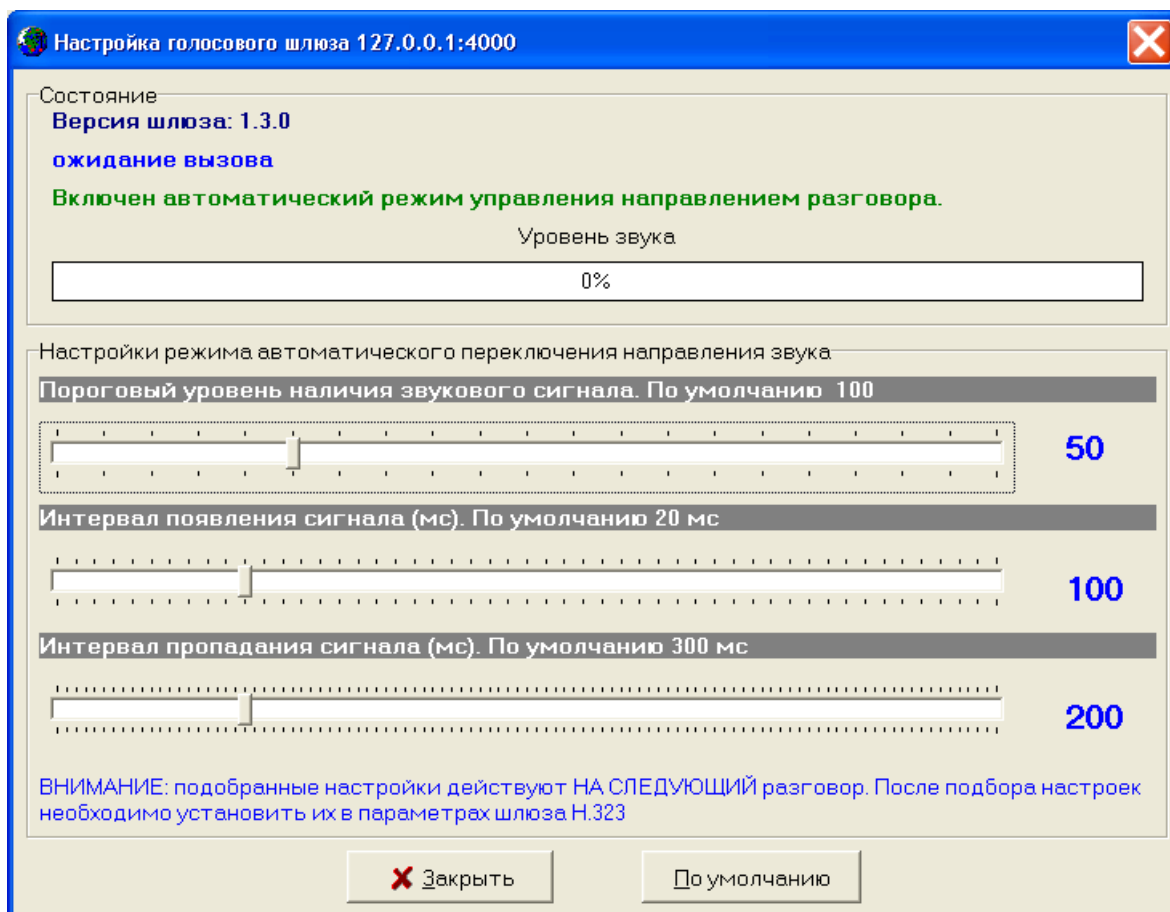 Настройка голосового шлюза 127.0.0.1:4000
Состояние
Версия шлюза: 1.3.0
ожидание вызова
Включен автоматический режим управления направлением разговора.
Уровень звука
0%
Настройки режима автоматического переключения направления звука
Пороговый уровень наличия звукового сигнала. По умолчанию 100
50
Интервал появления сигнала (мс). По умолчанию 20 мс
100
Интервал пропадания сигнала (мс). По умолчанию 300 мс
200
ВНИМАНИЕ: подобранные настройки действуют НА СЛЕДУЮЩИЙ разговор. После подбора настроек
необходимо установить их в параметрах шлюза H.323
Закрыть
По умолчанию